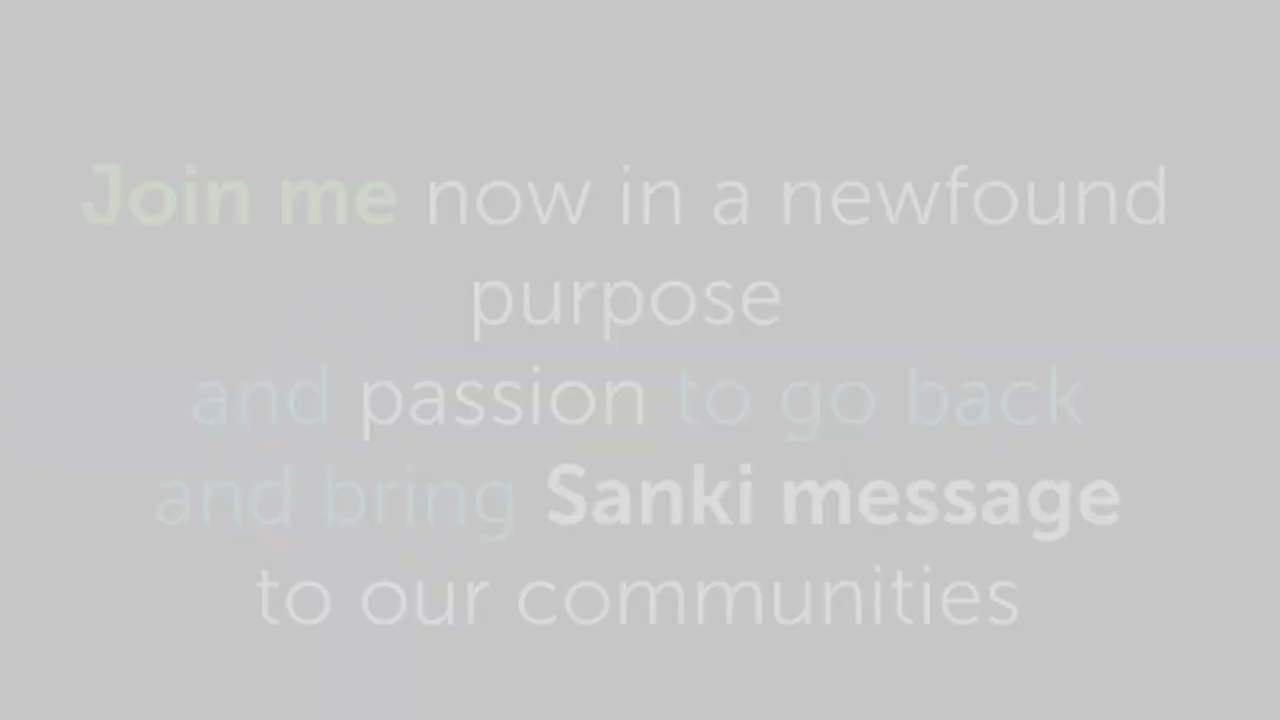 Join me now in a newfound
purpose
and passion to go back
and bring Sanki message
to our communities